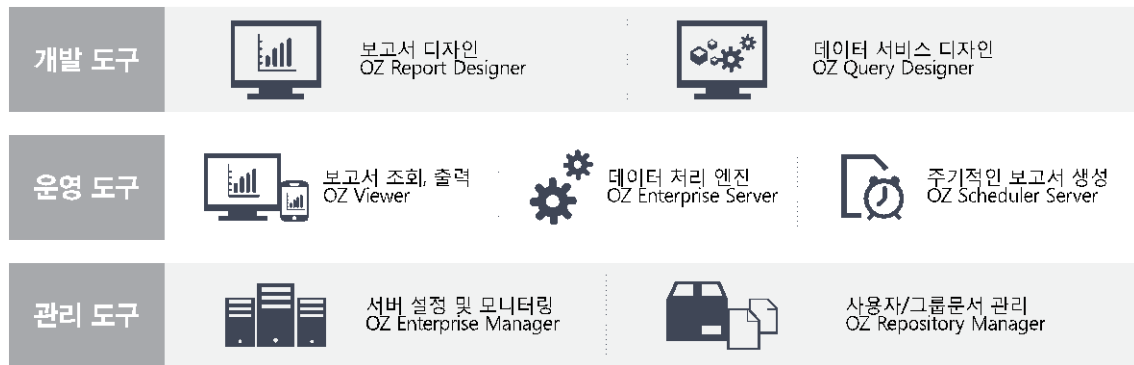 개발 도구
보고서 디자인
OZ Report Designer
데이터 서비스 디자인
OZ Query Designer
운영 도구
보고서 조회, 출력
OZ Viewer
데이터 처리 엔진
OZ Enterprise Server
주기적인 보고서 생성
OZ Scheduler Server
관리 도구
서버 설정 및 모니터링
OZ Enterprise Manager
사용자/그룹문서 관리
OZ Repository Manager